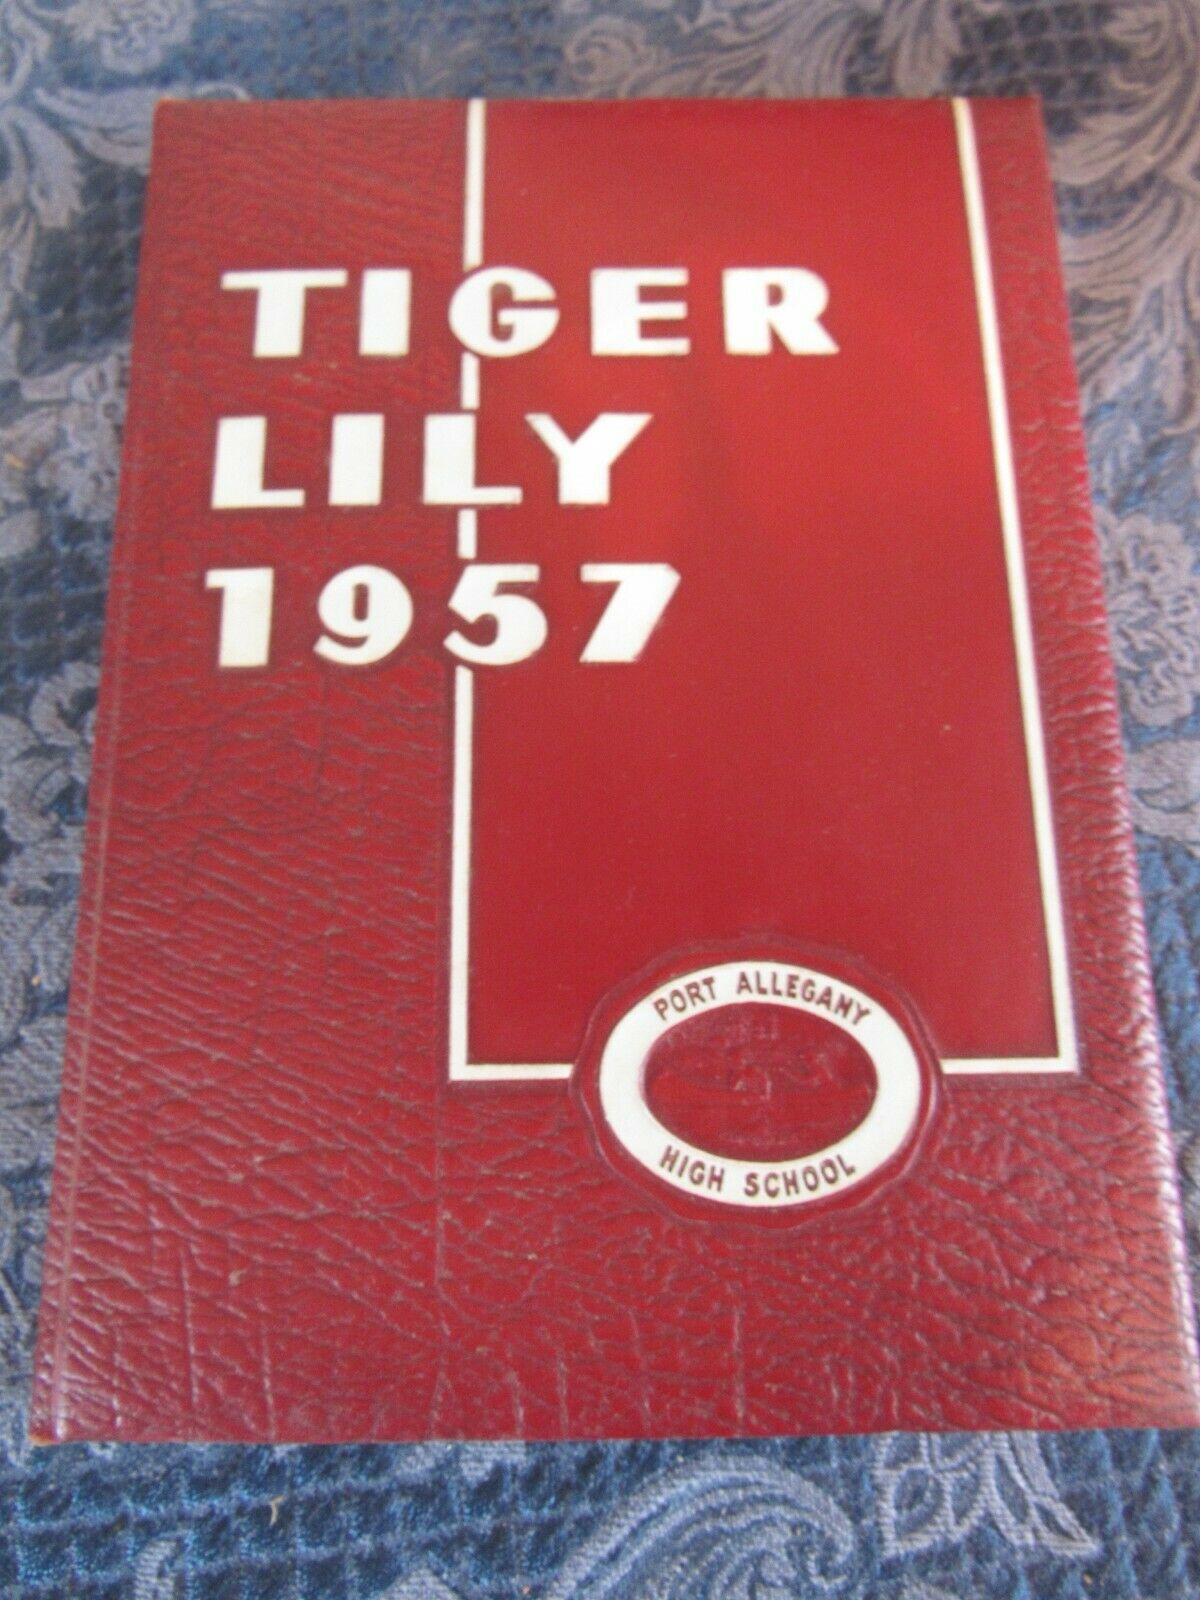 TIGER
LILY
1957
PORT ALLEGANY
HIGH SCHOOL